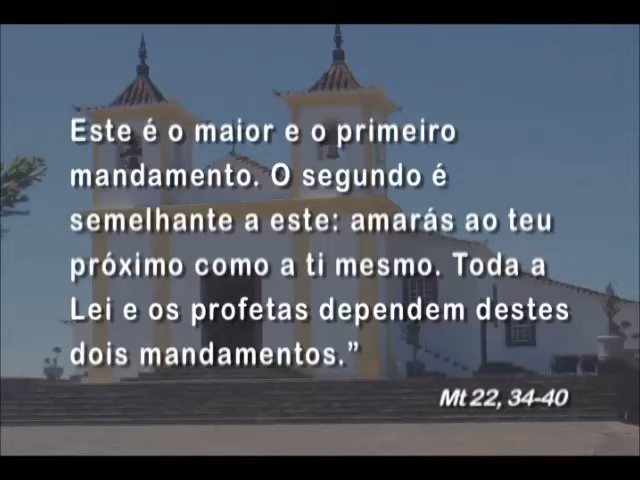 Este é o maior e o primeiro
mandamento. O segundo é
semelhante a este: amarás ao teu
próximo como a ti mesmo. Toda a
Lei e os profetas dependem destes
dois mandamentos.”
Mt 22, 34-40